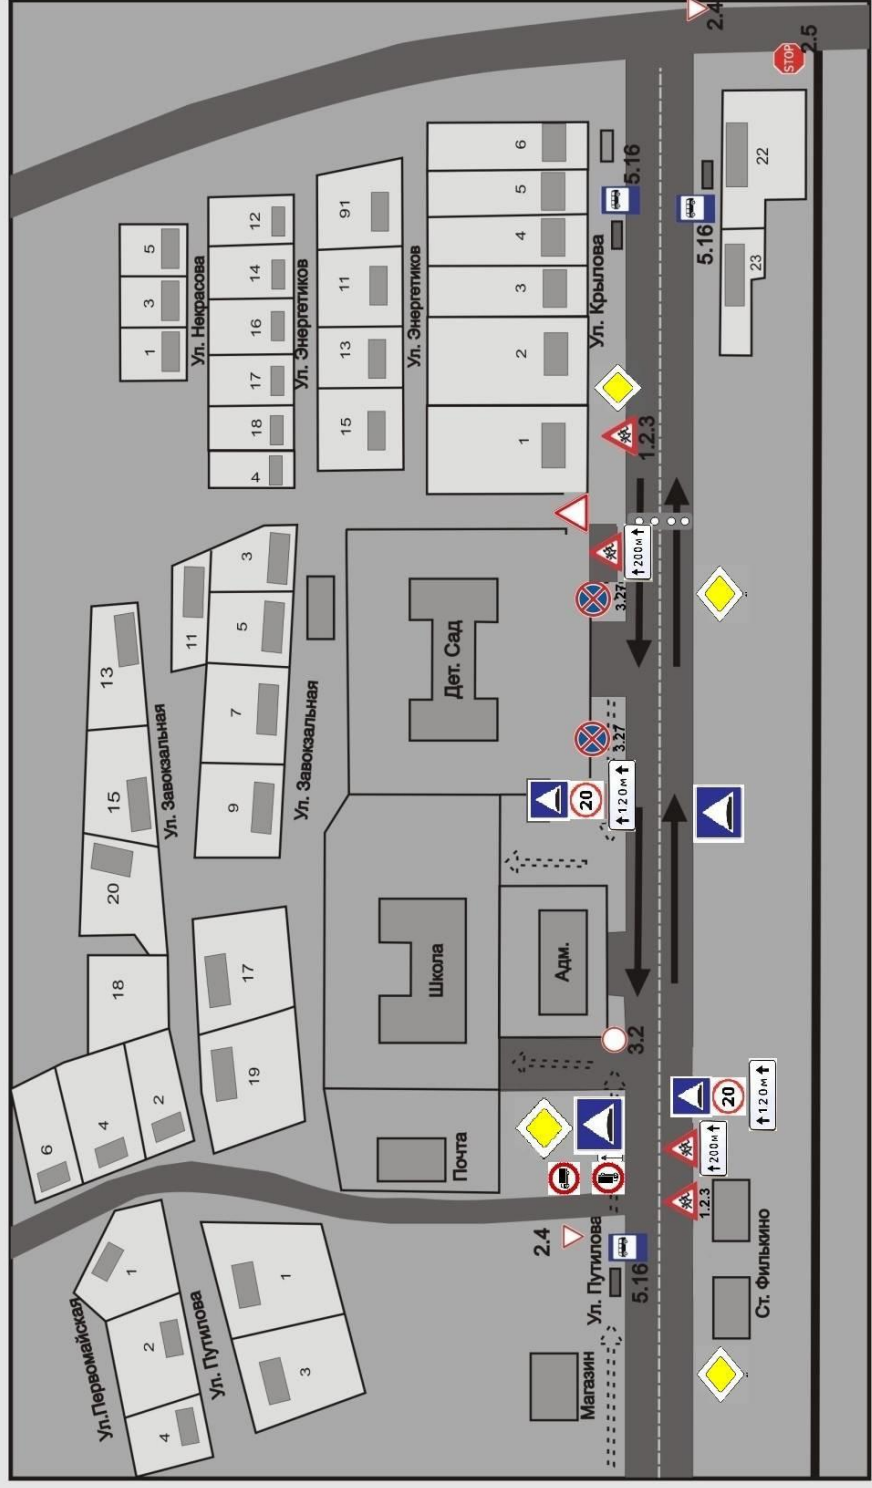 Ул.Первомайская
4
2
1
Ул. Путилова
3
1
6
4
2
18
20
15
13
Ул. Завокзальная
19
17
9
7
5
3
11
Ул. Завокзальная
1
3
5
Ул. Некрасова
4
18
17
16
14
12
Ул. Энергетиков
15
13
11
91
Ул. Энергетиков
1
2
3
4
5
6
Ул. Крылова
Почта
Школа
Адм.
Дет. Сад
Магазин
Ул. Путилова
2.4
5.16
3.2
20
120м
3.27
3.27
200м
1.2.3
5.16
2.4
STOP
2.5
5.16
23
22
20
120м
200м
1.2.3
Ст. Филькино